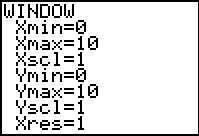 WINDOW
Xmin=0
Xmax=10
Xscl=1
Ymin=0
Ymax=10
Yscl=1
Xres=1